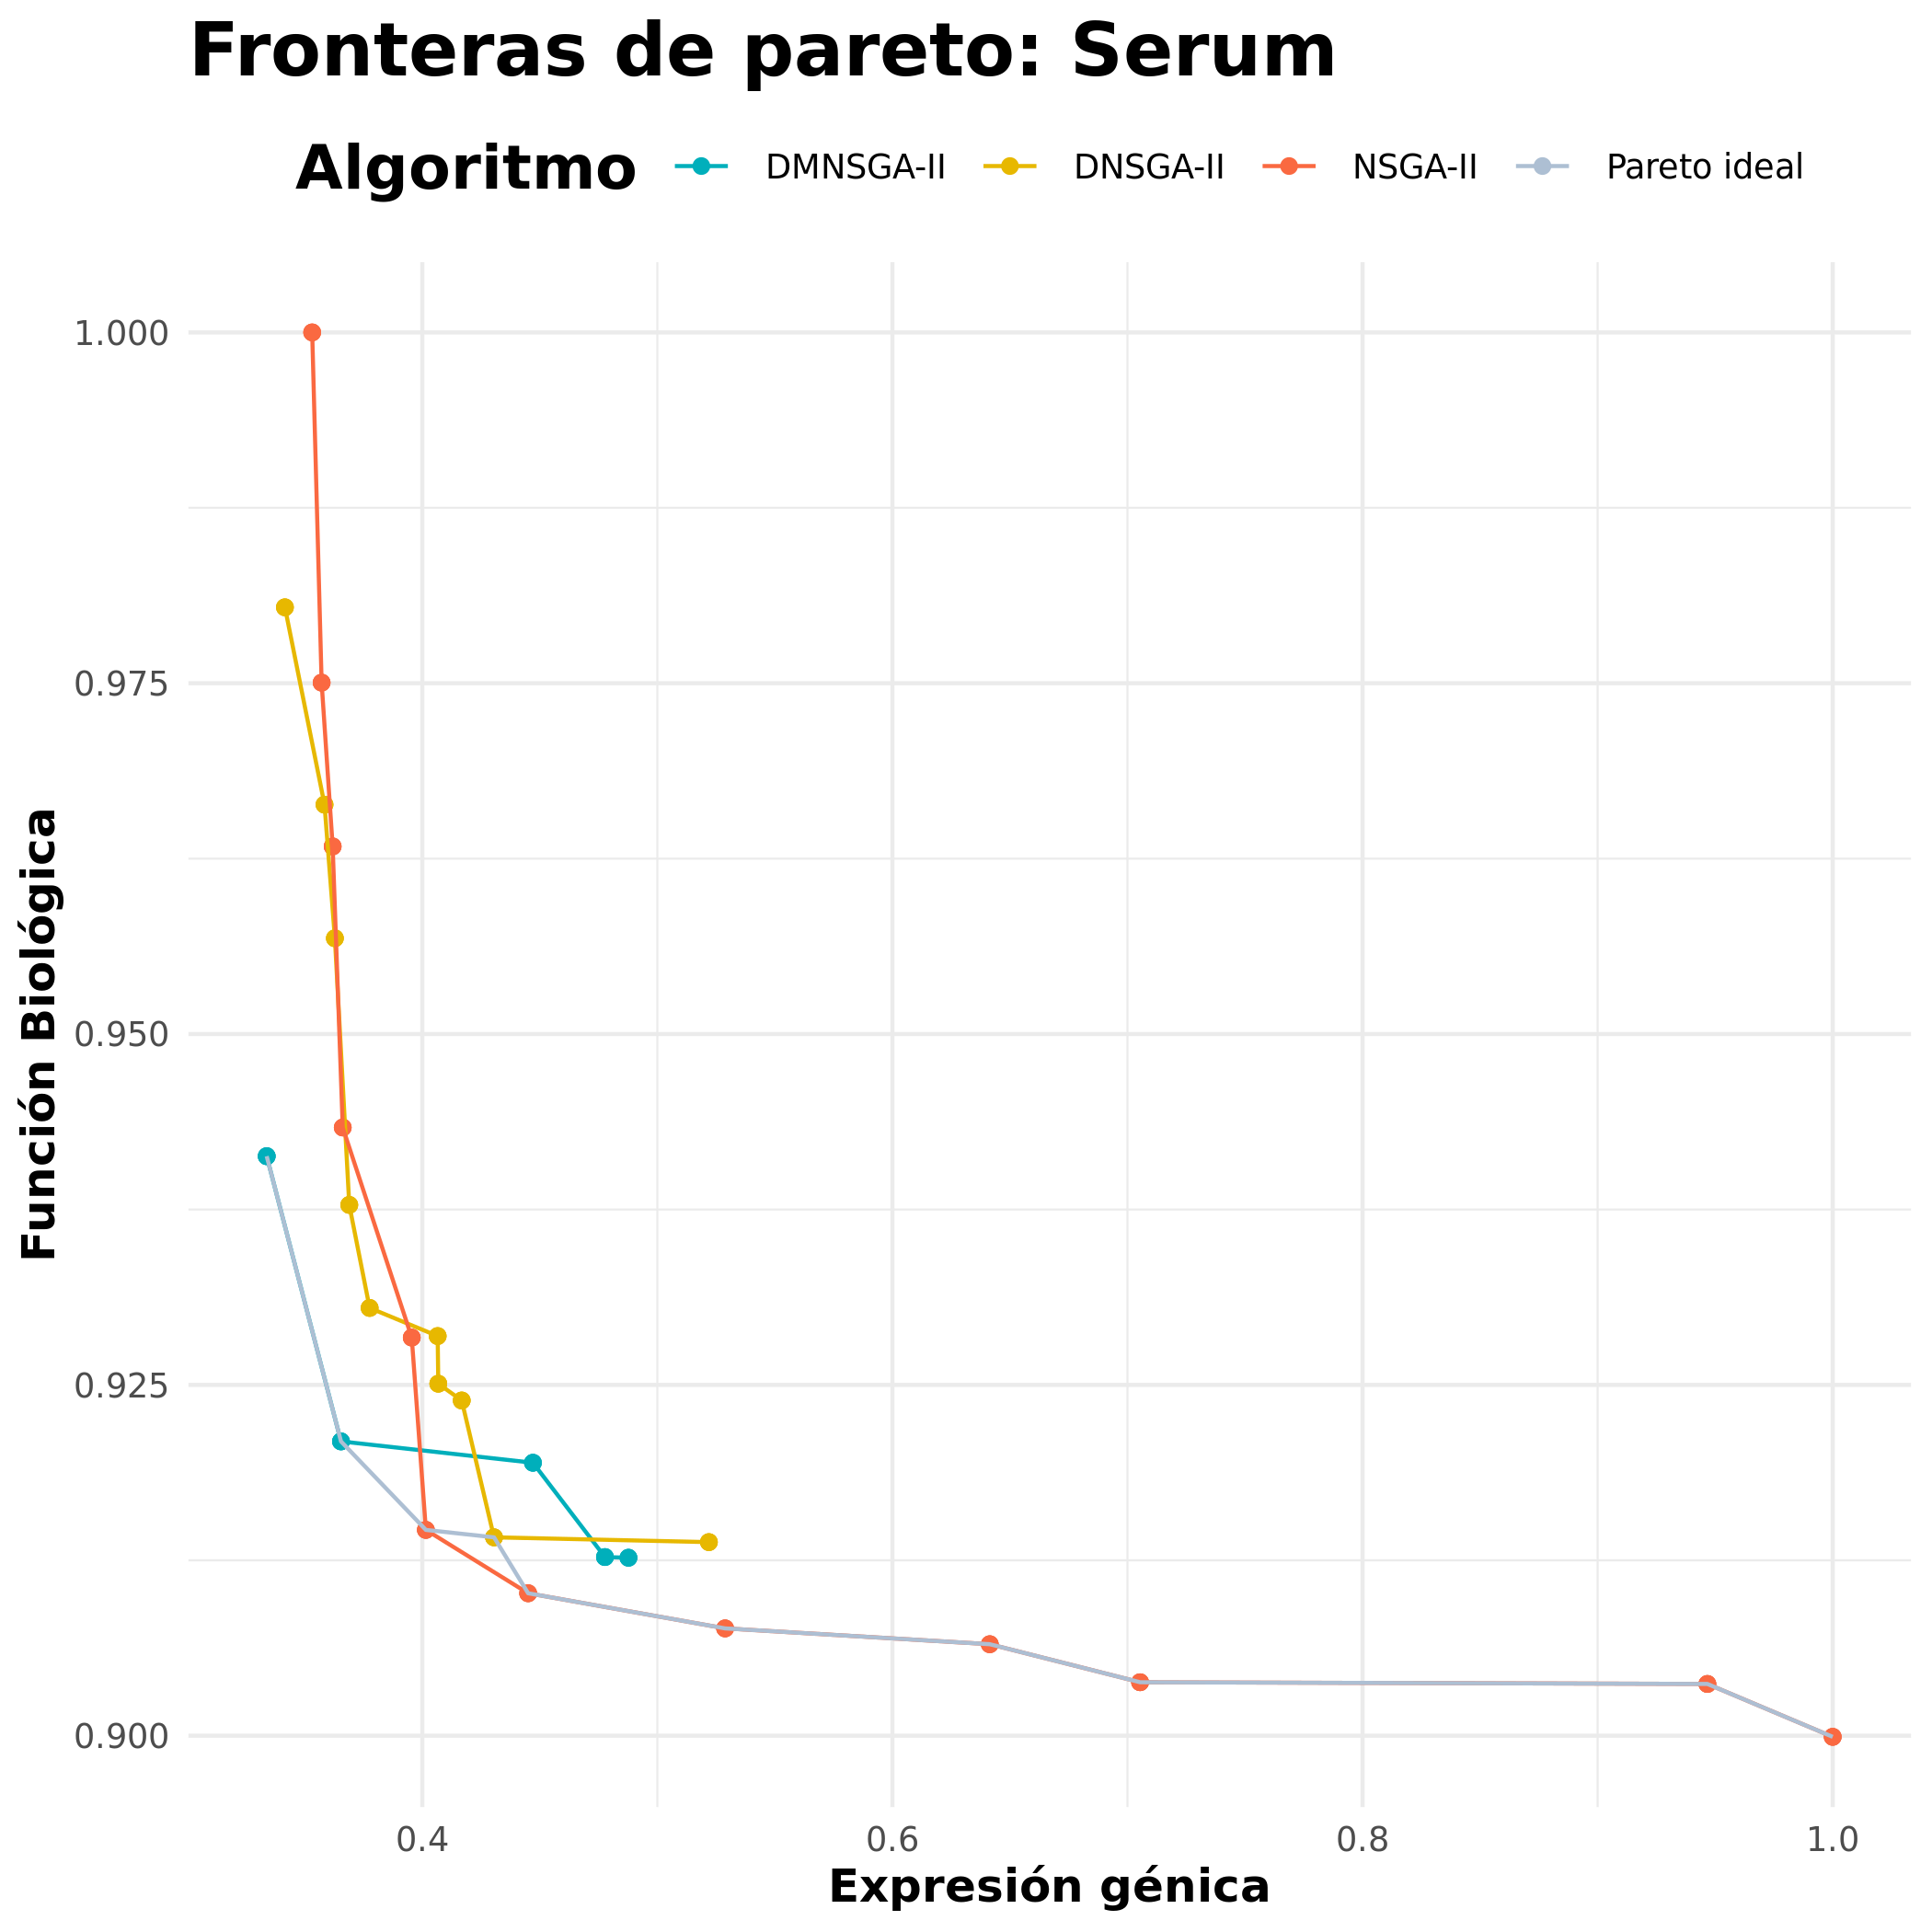 Fronteras de pareto: Serum
Algoritmo DMNSGA-II DNSGA-II NSGA-II Pareto ideal
1.000
0.975
0.950
0.925
0.900
Función Biológica
0.4 0.6 0.8 1.0
Expresión génica